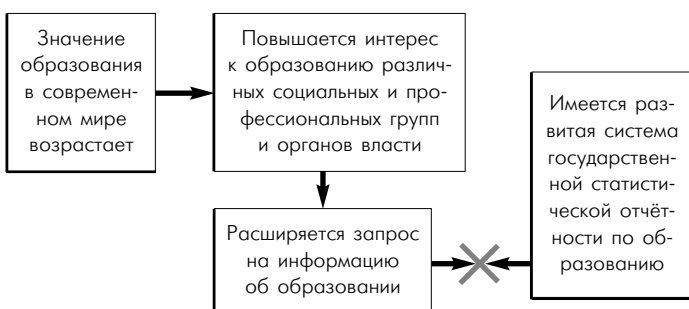 Значение
образования
в современ-
ном мире
возрастает
Повышается интерес
к образованию различ-
ных социальных и про-
фессиональных групп
и органов власти
Расширяется запрос
на информацию
об образовании
Имеется раз-
витая система
государствен-
ной статисти-
ческой отчёт-
ности по об-
разованию